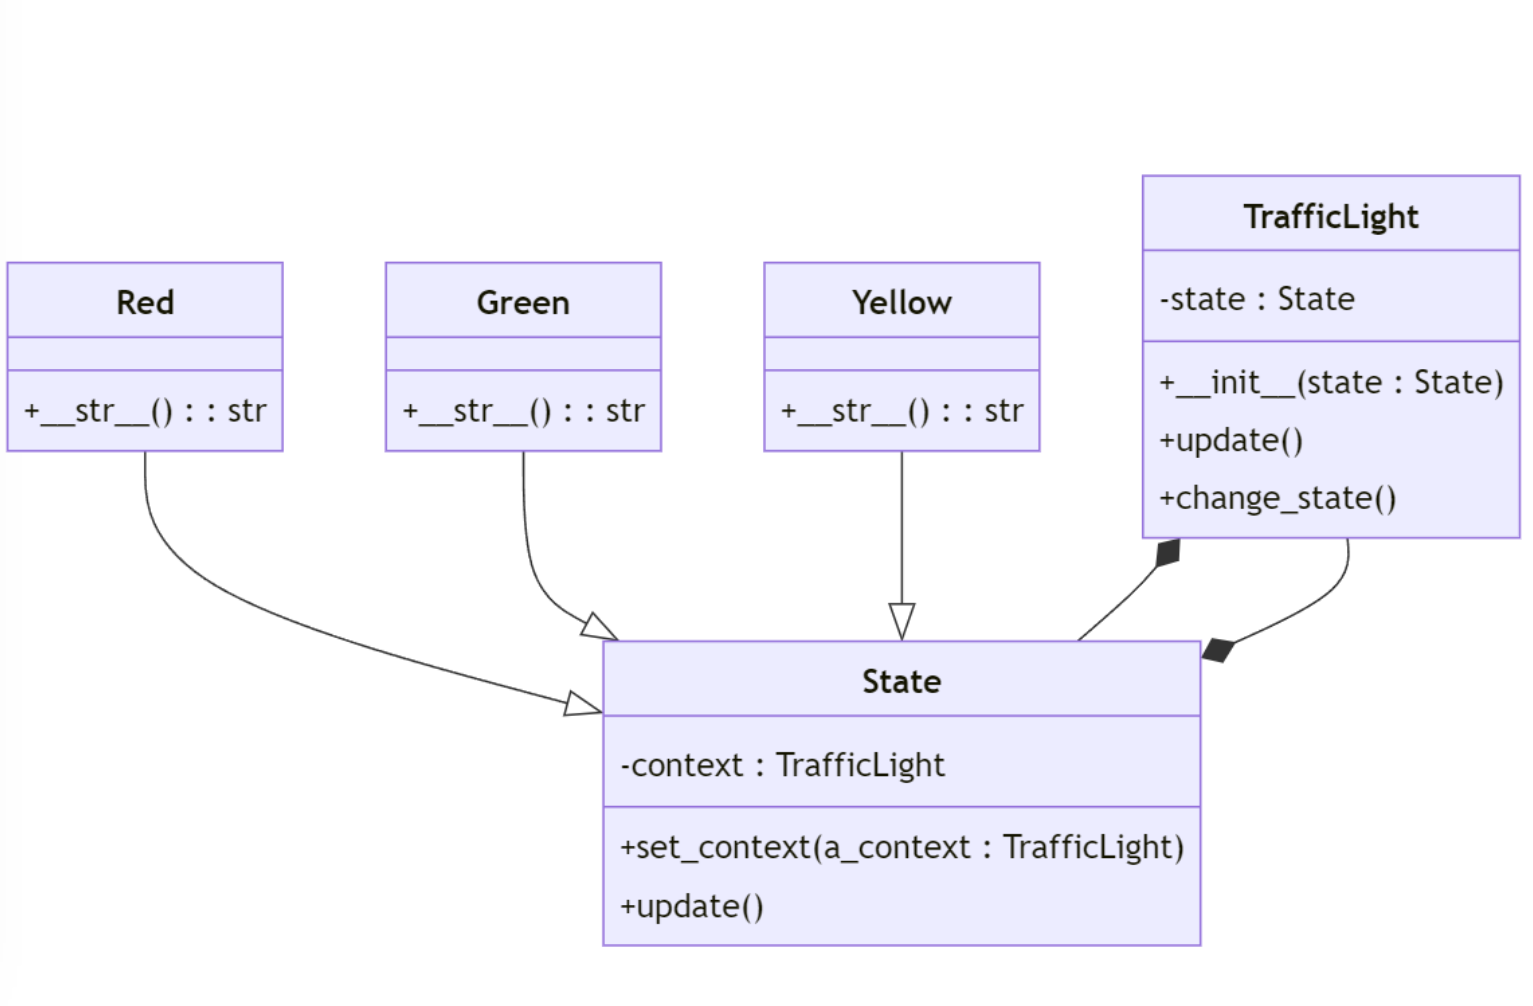 Red
+__str__() : : str
Green
+__str__() : : str
Yellow
+__str__() : : str
TrafficLight
-state : State
+__init__(state : State)
+update()
+change_state()
State
-context : TrafficLight
+set_context(a_context : TrafficLight)
+update()